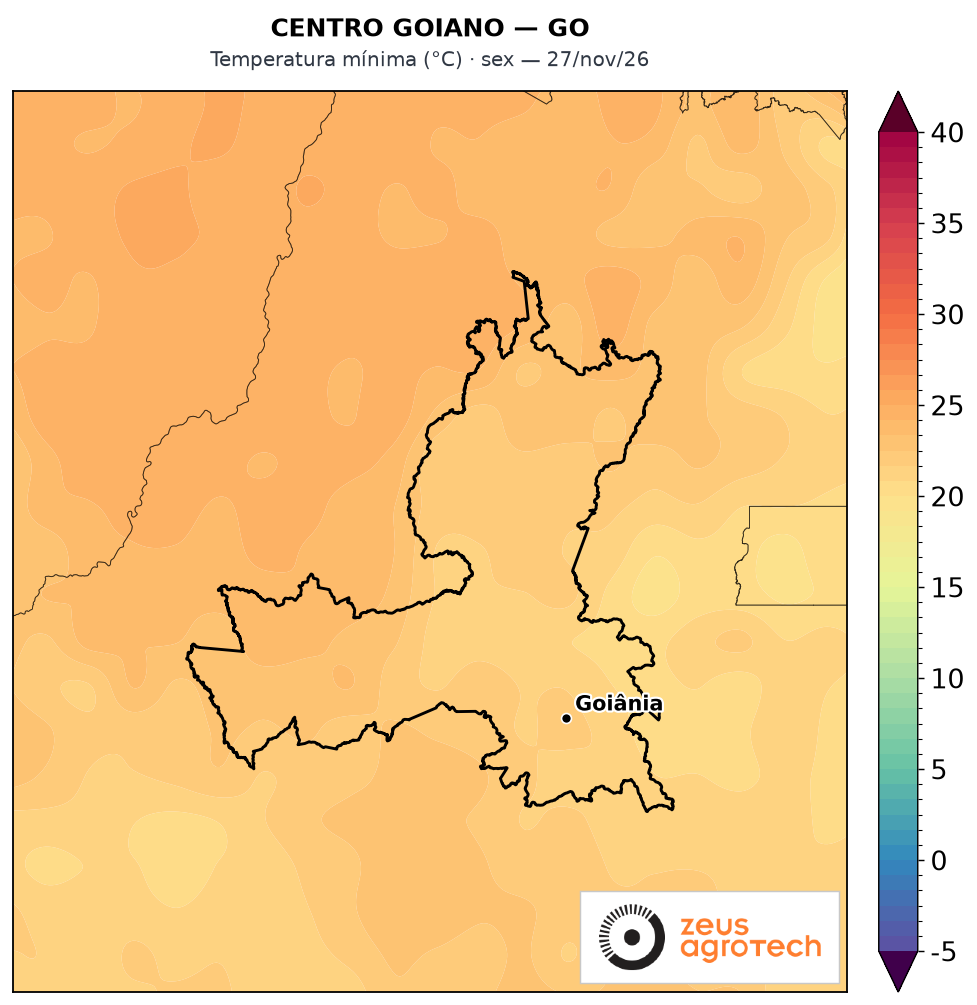 CENTRO GOIANO — GO
Temperatura mínima (°C) · sex — 27/nov/26
40
35
30
25
20
15
10
5
0
-5
Goiânia
zeus
agrotech